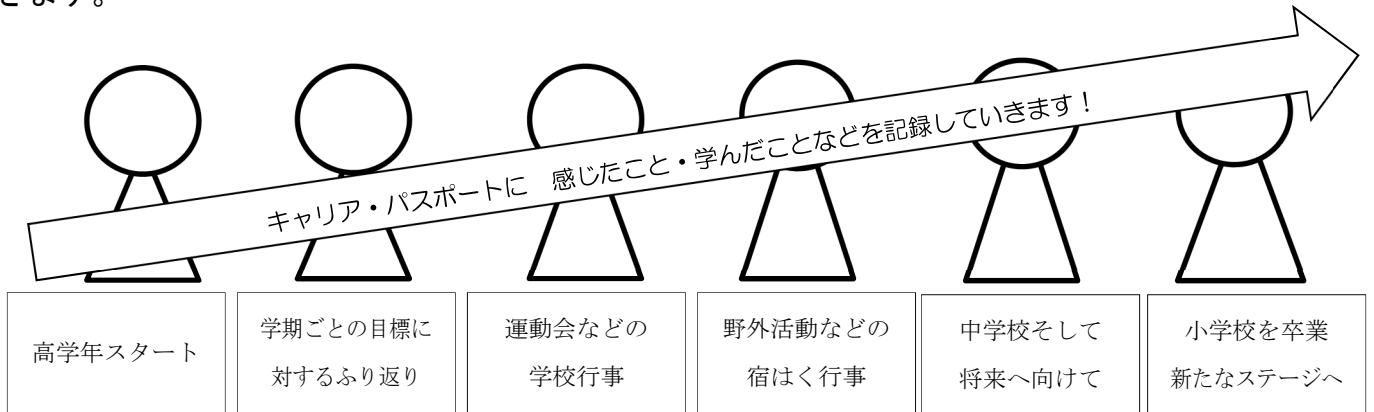 きます。
キャリア・パスポートに　感じたこと・学んだことなどを記録していきます！
高学年スタート
学期ごとの目標に
対するふり返り
運動会などの
学校行事
野外活動などの
宿はく行事
中学校そして
将来へ向けて
小学校を卒業
新たなステージへ